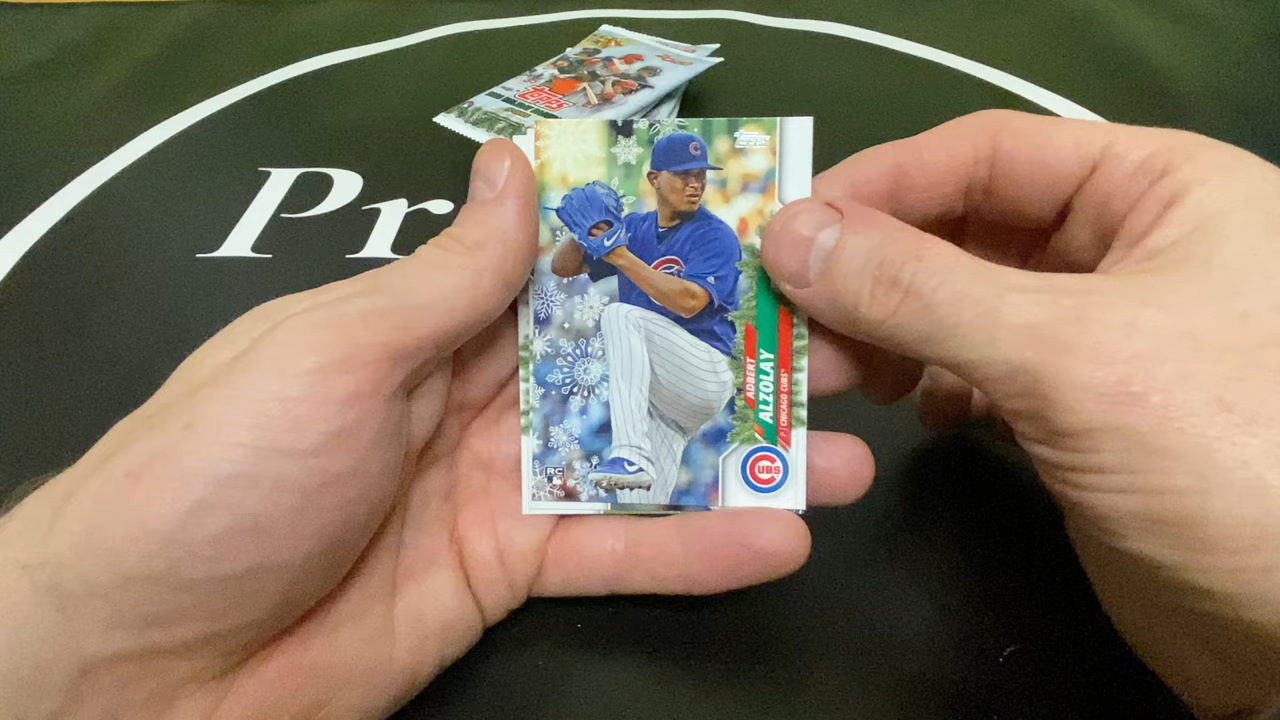 TOPPS
Pr
C
Topps
ADBERT
ALZOLAY
CHICAGO CUBS
CUBS
RC